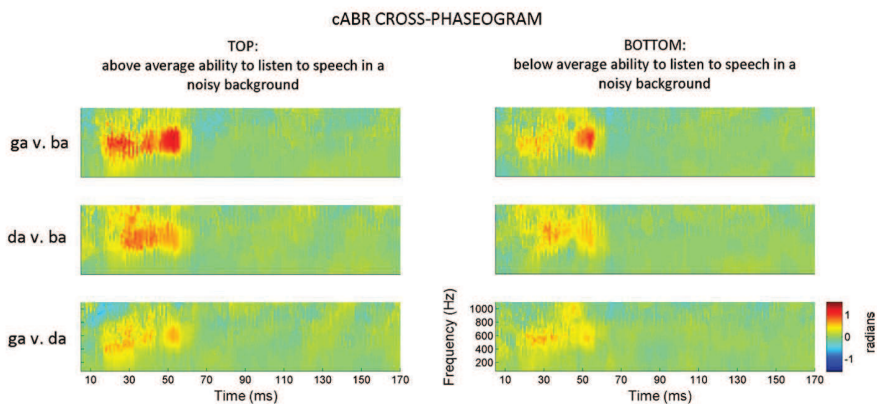 cABR CROSS-PHASEOGRAM
TOP:
above average ability to listen to speech in a
noisy background
BOTTOM:
below average ability to listen to speech in a
noisy background
ga v. ba
da v. ba
ga v. da
10 30 50 70 90 110 130 150 170
Time (ms)
Frequency (Hz)
1000
800
600
400
200
10 30 50 70 90 110 130 150 170
Time (ms)
1
0
-1
radians